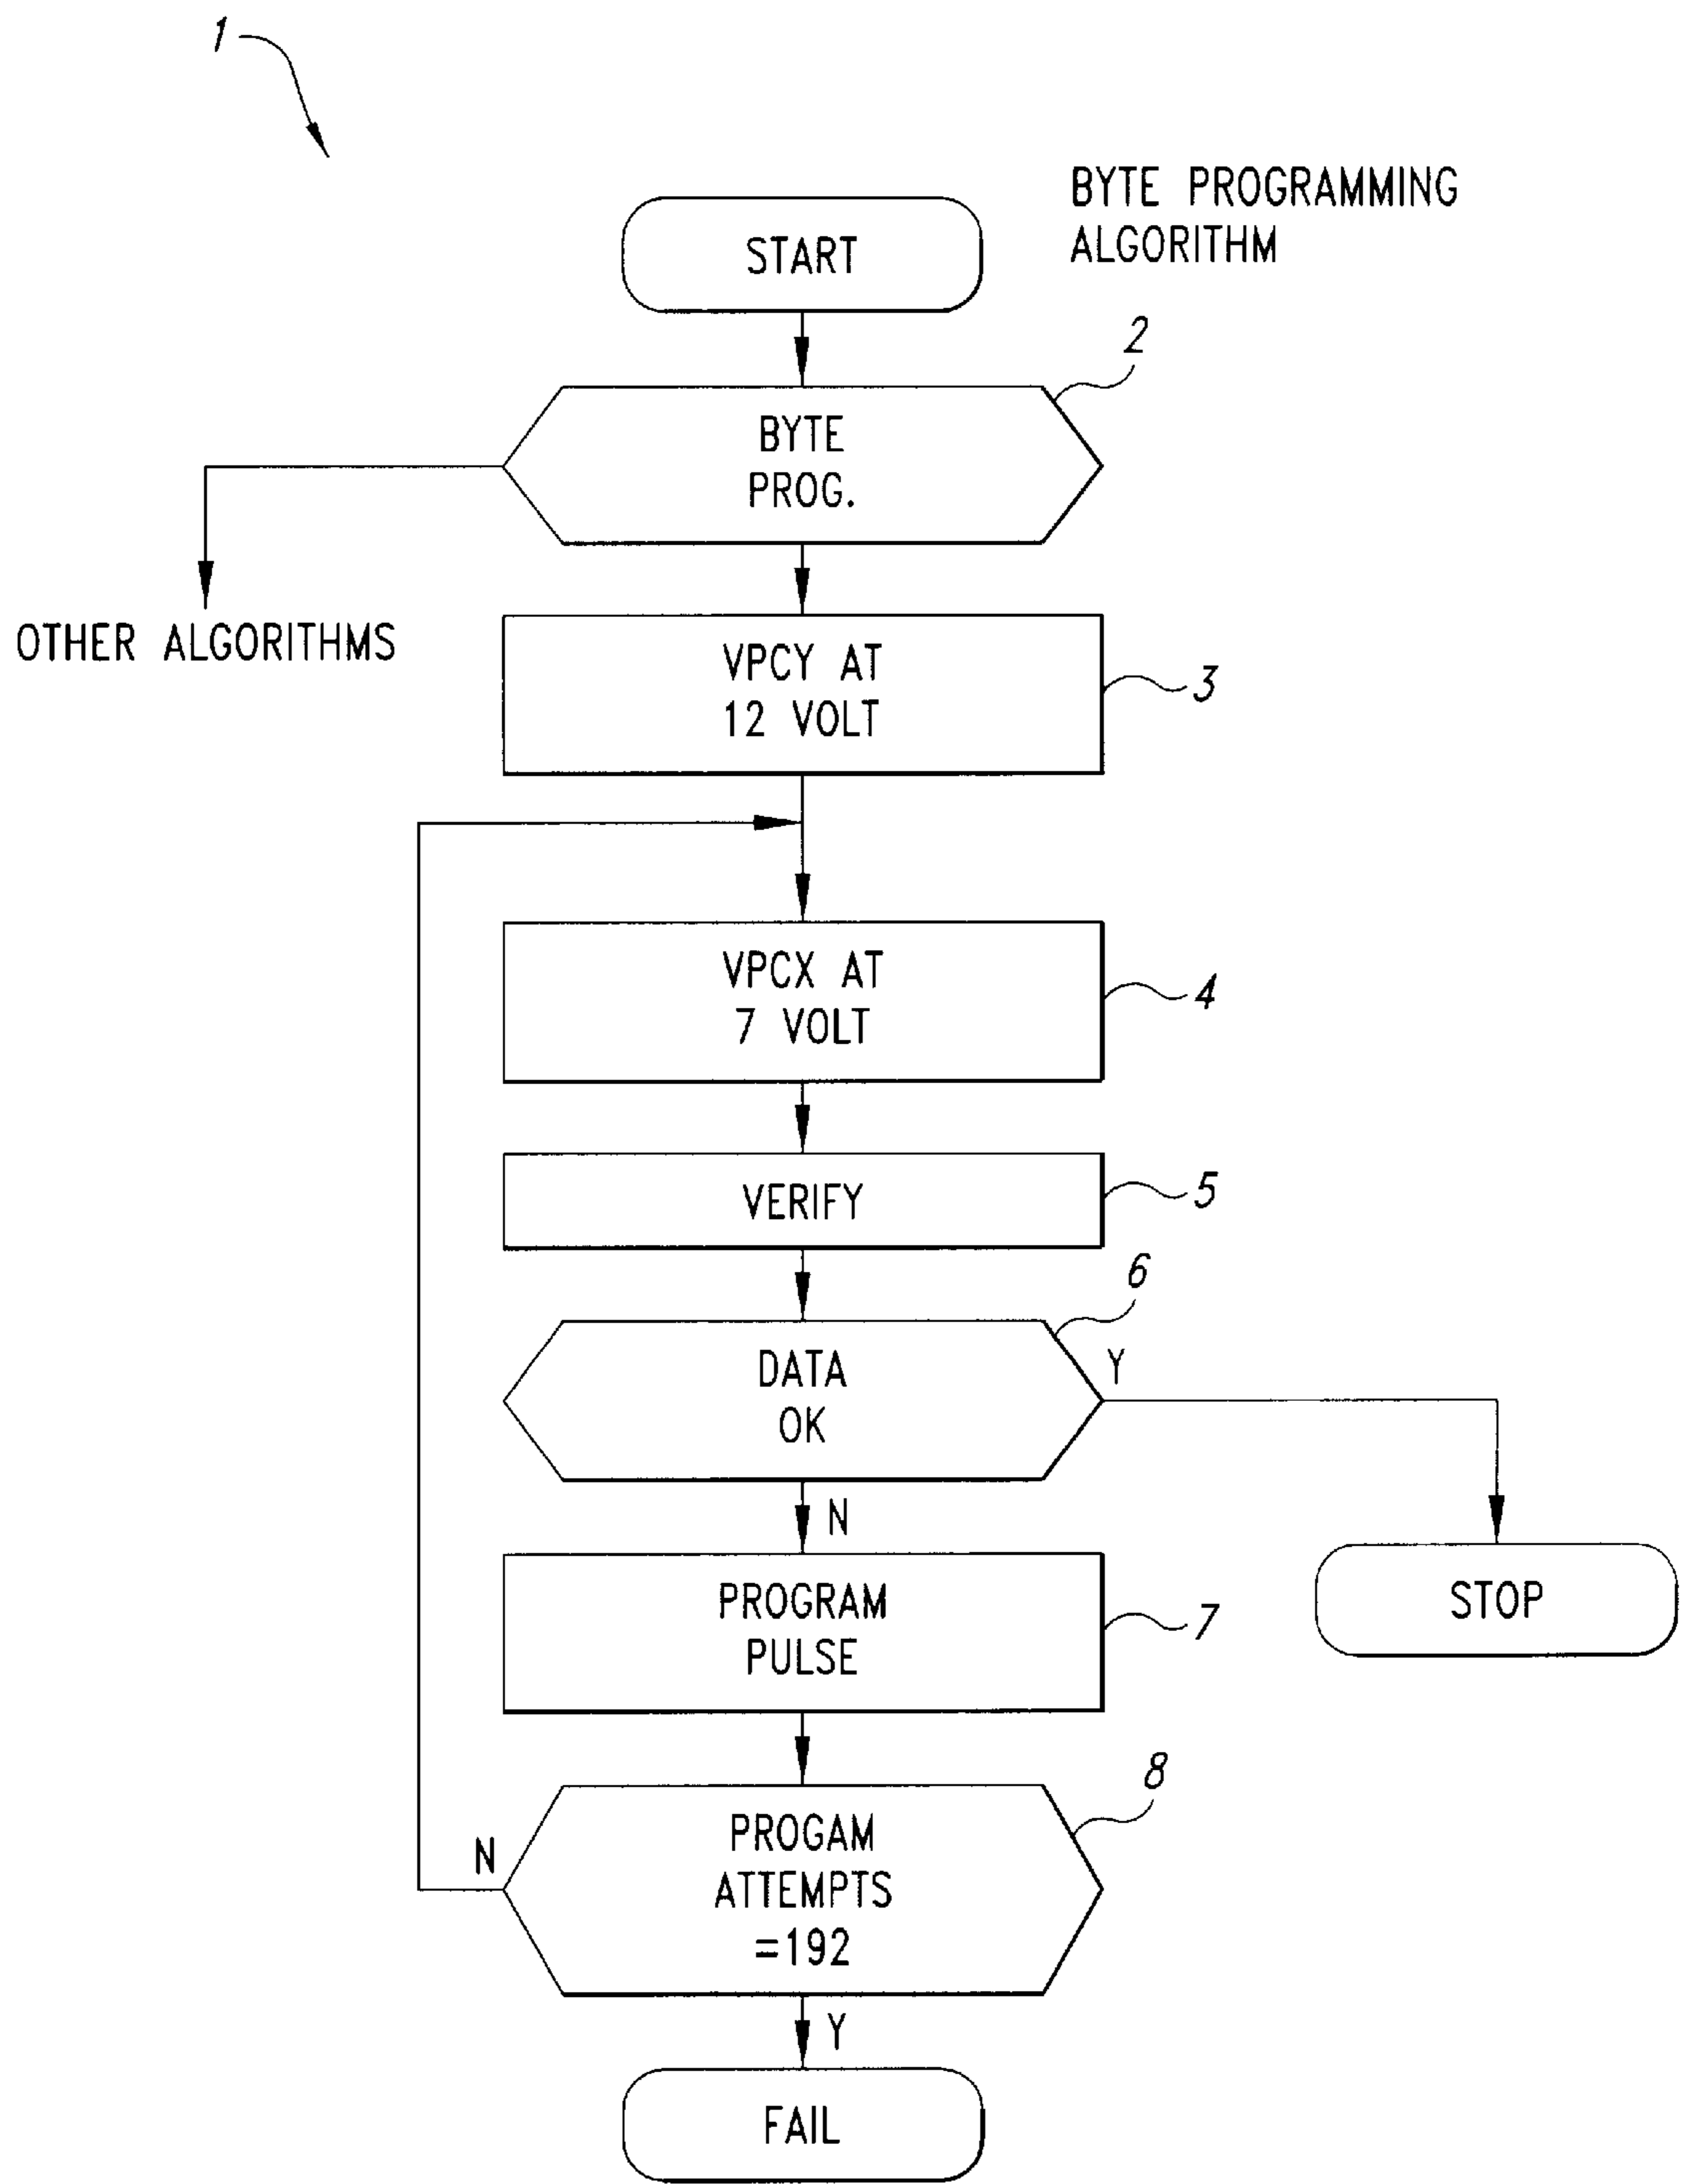 1
BYTE PROGRAMMING
ALGORITHM
START
2
BYTE
PROG.
OTHER ALGORITHMS
VPCY AT
12 VOLT
3
VPCX AT
7 VOLT
4
VERIFY
5
6
DATA
OK
Y
N
STOP
PROGRAM
PULSE
7
8
PROGAM
ATTEMPTS
=192
N
Y
FAIL